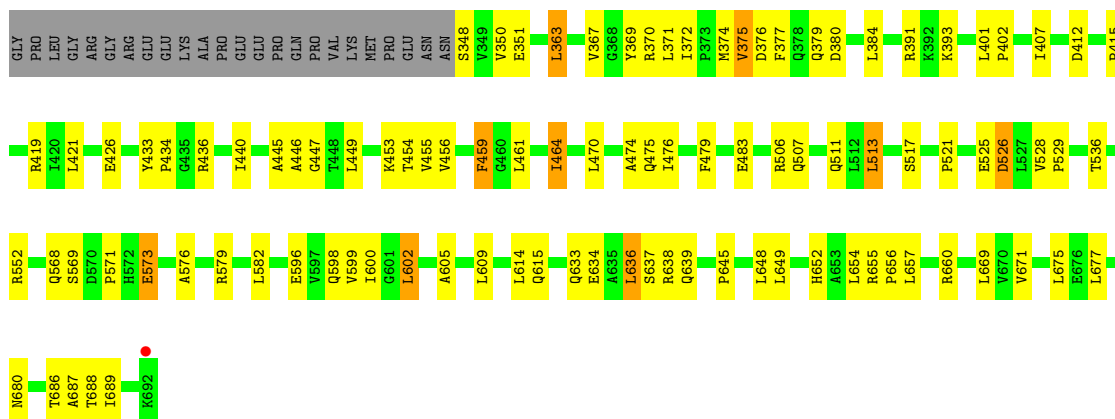 GLY PRO LEU GLY ARG GLY ARG GLU GLU LYS ALA PRO GLU GLU PRO GLN PRO VAL LYS MET PRO GLU ASN ASN S348 V349 V350 E351 L363 V367 G368 Y369 R370 L371 I372 P373 M374 V375 D376 F377 Q378 Q379 D380 L384 R391 K392 K393 L401 P402 I407 D412
R419 I420 L421 E426 Y433 P434 G435 R436 I440 A445 A446 G447 T448 L449 K453 T454 V455 V456 F459 G460 L461 I464 L470 A474 Q475 I476 F479 E483 R506 Q507 Q511 L512 L513 S517 P521 E525 D526 L527 V528 P529 T536
R552 Q568 S569 D570 P571 H572 E573 A576 R579 L582 E596 V597 Q598 V599 I600 G601 L602 A605 L609 L614 Q615 Q633 E634 A635 L636 S637 R638 Q639 P645 L648 L649 H652 A653 L654 R655 P656 L657 R660 L669 V670 V671 L675 E676 L677
N680 T686 A687 T688 I689 K692